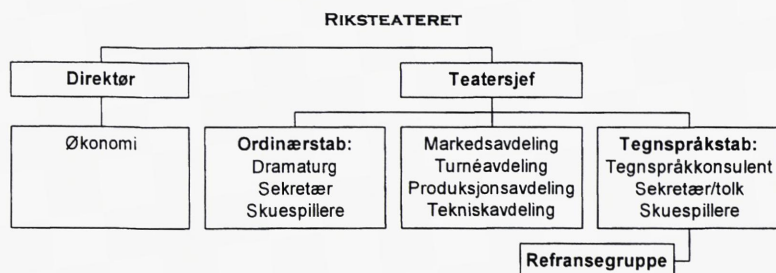 RIKSTEATERET
Direktør
Teatersjef
Økonomi
Ordinærstab:
Dramaturg
Sekretær
Skuespillere
Markedsavdeling
Turnéavdeling
Produksjonsavdeling
Tekniskavdeling
Tegnspråkstab:
Tegnspråkkonsulent
Sekretær/tolk
Skuespillere
Refransegruppe